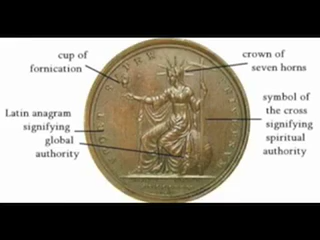 cup of
fornication
crown of
seven horns
Latin anagram
signifying
global
authority
symbol of
the cross
signifying
spiritual
authority